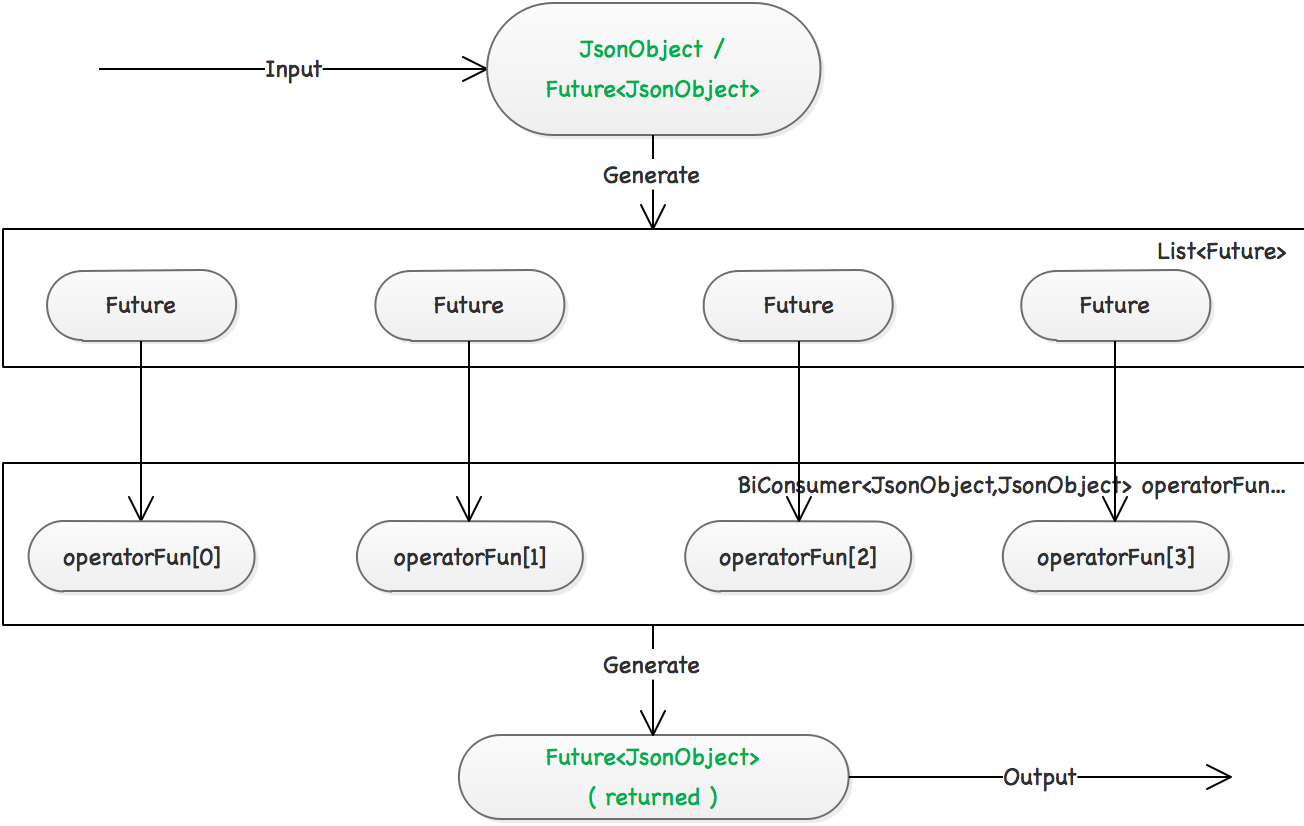 JsonObject /
Input
Future<JsonObject>
Generate
List<Future>
Future
Future
Future
Future
BiConsumer<JsonObject,JsonObject> operatorFun...
operatorFun[0]
operatorFun[1]
operatorFun[2]
operatorFun[3]
Generate
Future<JsonObject>
Output
( returned )